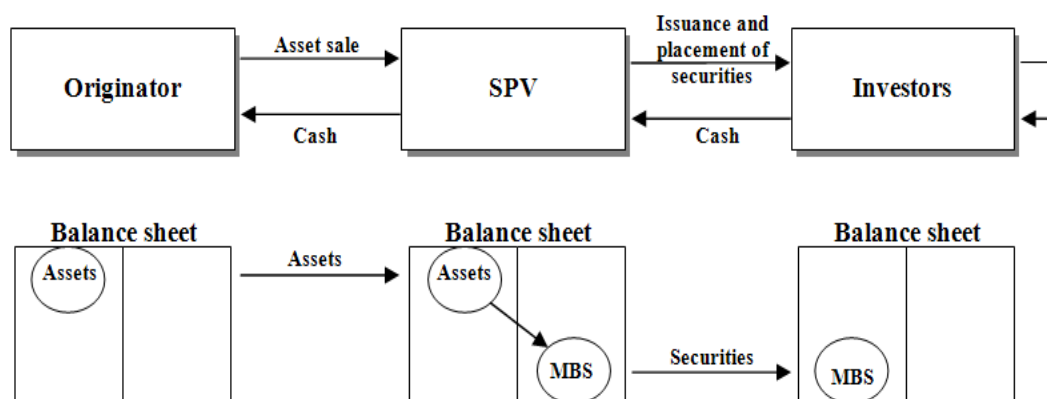 Issuance and
placement of
securities
Asset sale
Originator
SPV
Investors
Cash
Cash
Balance sheet
Balance sheet
Balance sheet
Assets
Assets
Assets
MBS
Securities
MBS